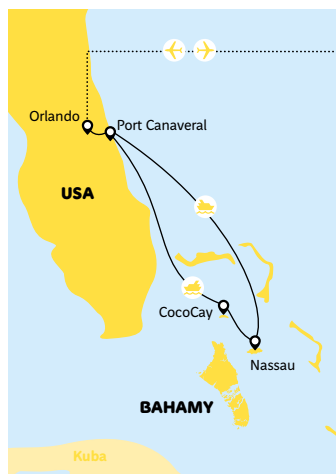 Orlando
Port Canaveral
USA
CocoCay
Nassau
BAHAMY
Kuba